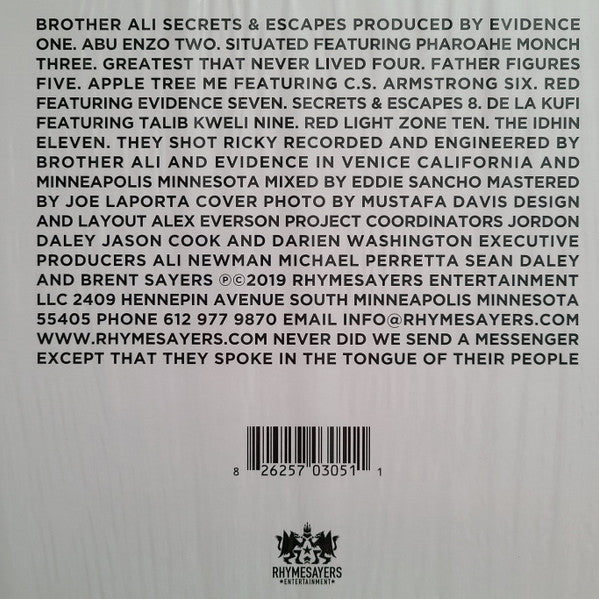 BROTHER ALI SECRETS & ESCAPES PRODUCED BY EVIDENCE
ONE. ABU ENZO TWO. SITUATED FEATURING PHAROAHE MONCH
THREE. GREATEST THAT NEVER LIVED FOUR. FATHER FIGURES
FIVE. APPLE TREE ME FEATURING C.S. ARMSTRONG SIX. RED
FEATURING EVIDENCE SEVEN. SECRETS & ESCAPES 8. DE LA KUFI
FEATURING TALIB KWELI NINE. RED LIGHT ZONE TEN. THE IDHIN
ELEVEN. THEY SHOT RICKY RECORDED AND ENGINEERED BY
BROTHER ALI AND EVIDENCE IN VENICE CALIFORNIA AND
MINNEAPOLIS MINNESOTA MIXED BY EDDIE SANCHO MASTERED
BY JOE LAPORTA COVER PHOTO BY MUSTAFA DAVIS DESIGN
AND LAYOUT ALEX EVERSON PROJECT COORDINATORS JORDON
DALEY JASON COOK AND DARIEN WASHINGTON EXECUTIVE
PRODUCERS ALI NEWMAN MICHAEL PERRETTA SEAN DALEY
AND BRENT SAYERS ℗©2019 RHYMESAYERS ENTERTAINMENT
LLC 2409 HENNEPIN AVENUE SOUTH MINNEAPOLIS MINNESOTA
55405 PHONE 612 977 9870 EMAIL INFO@RHYMESAYERS.COM
WWW.RHYMESAYERS.COM NEVER DID WE SEND A MESSENGER
EXCEPT THAT THEY SPOKE IN THE TONGUE OF THEIR PEOPLE
8 26257 03051 1
RHYMESAYERS
ENTERTAINMENT